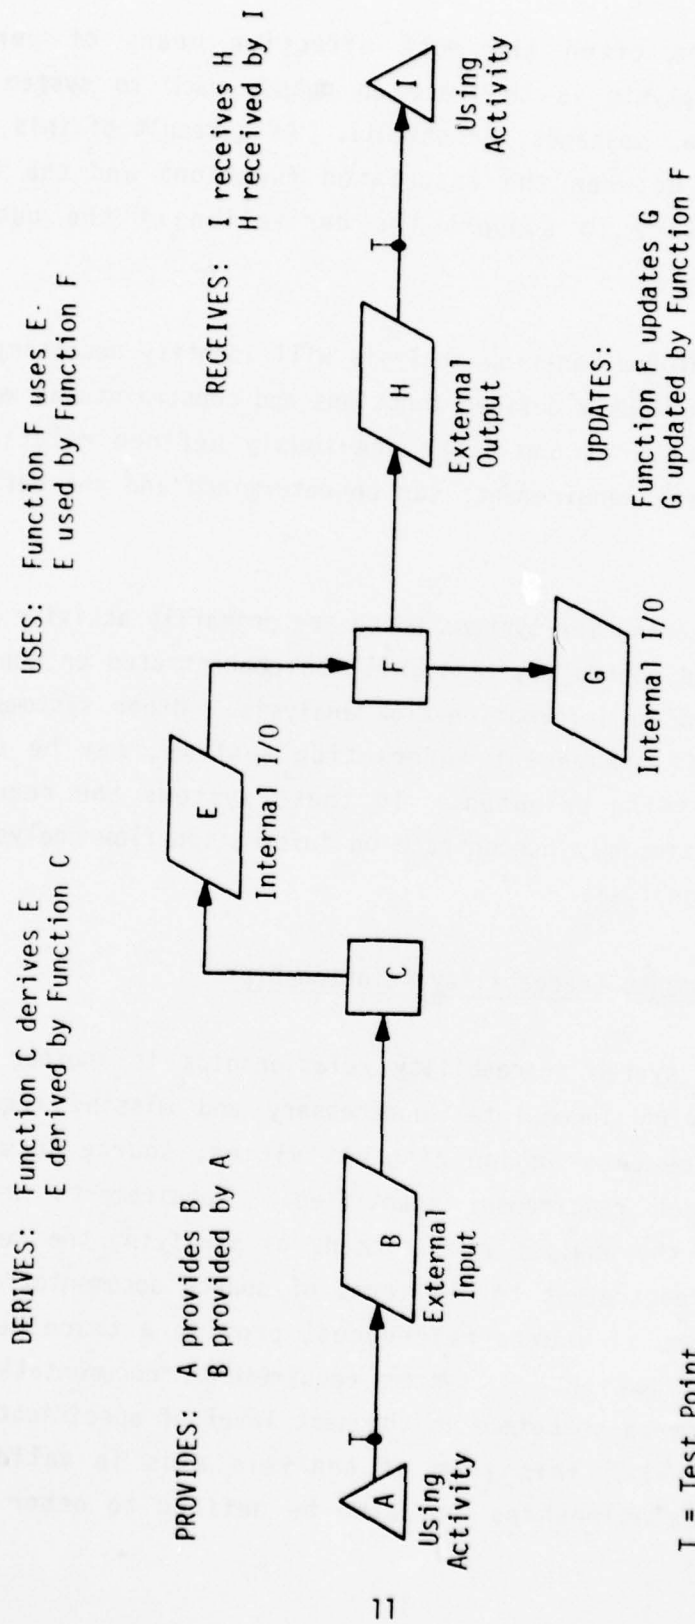 DERIVES: Function C derives E
E derived by Function C
USES: Function F uses E.
E used by Function F
PROVIDES: A provides B
B provided by A
RECEIVES: I receives H
H received by I
E
Internal I/O
T
A
Using
Activity
B
External
Input
C
F
H
External
Output
T
I
Using
Activity
G
Internal I/O
UPDATES:
Function F updates G
G updated by Function F
T = Test Point
11